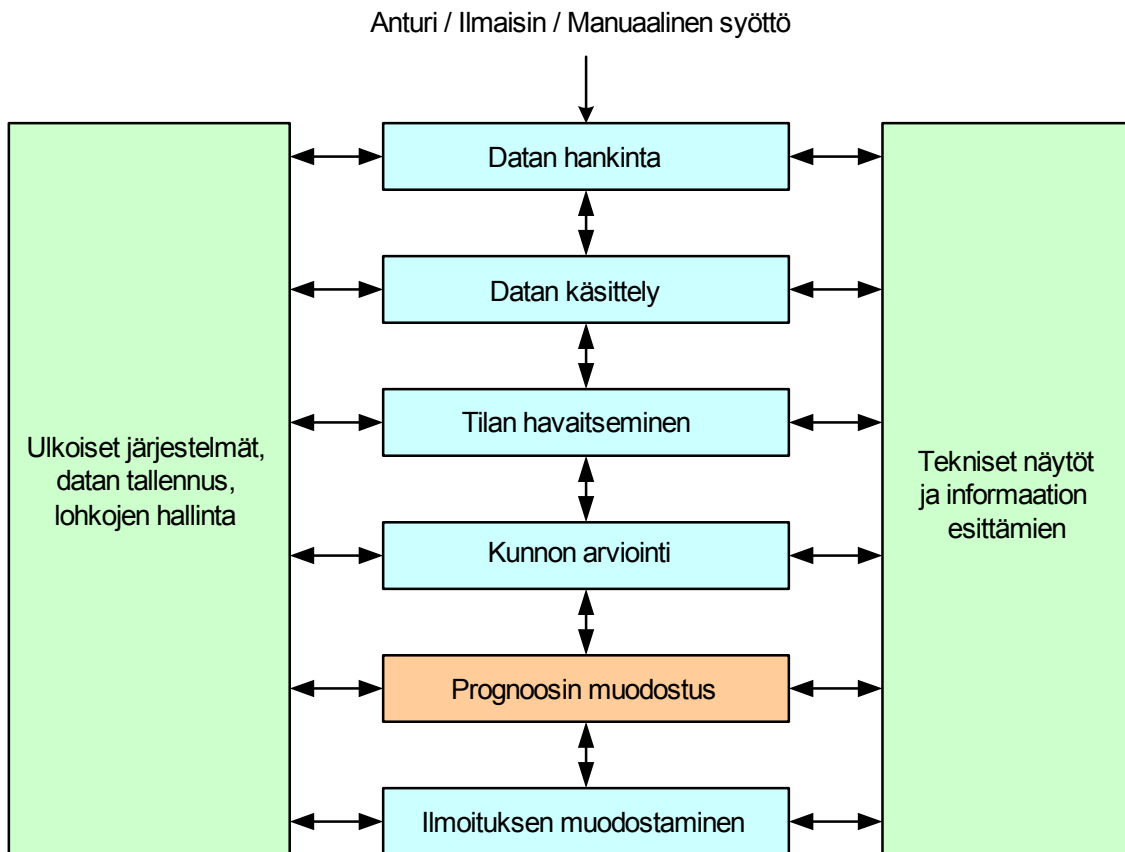 Anturi / Ilmaisin / Manuaalinen syöttö
Datan hankinta
Datan käsittely
Tilan havaitseminen
Kunnon arviointi
Prognoosin muodostus
Ilmoituksen muodostaminen
Ulkoiset järjestelmät,
datan tallennus,
lohkojen hallinta
Tekniset näytöt
ja informaation
esittämien